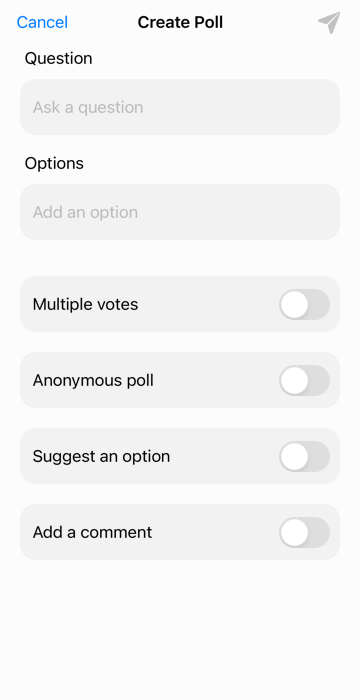 Cancel Create Poll
Question
Ask a question
Options
Add an option
Multiple votes
Anonymous poll
Suggest an option
Add a comment